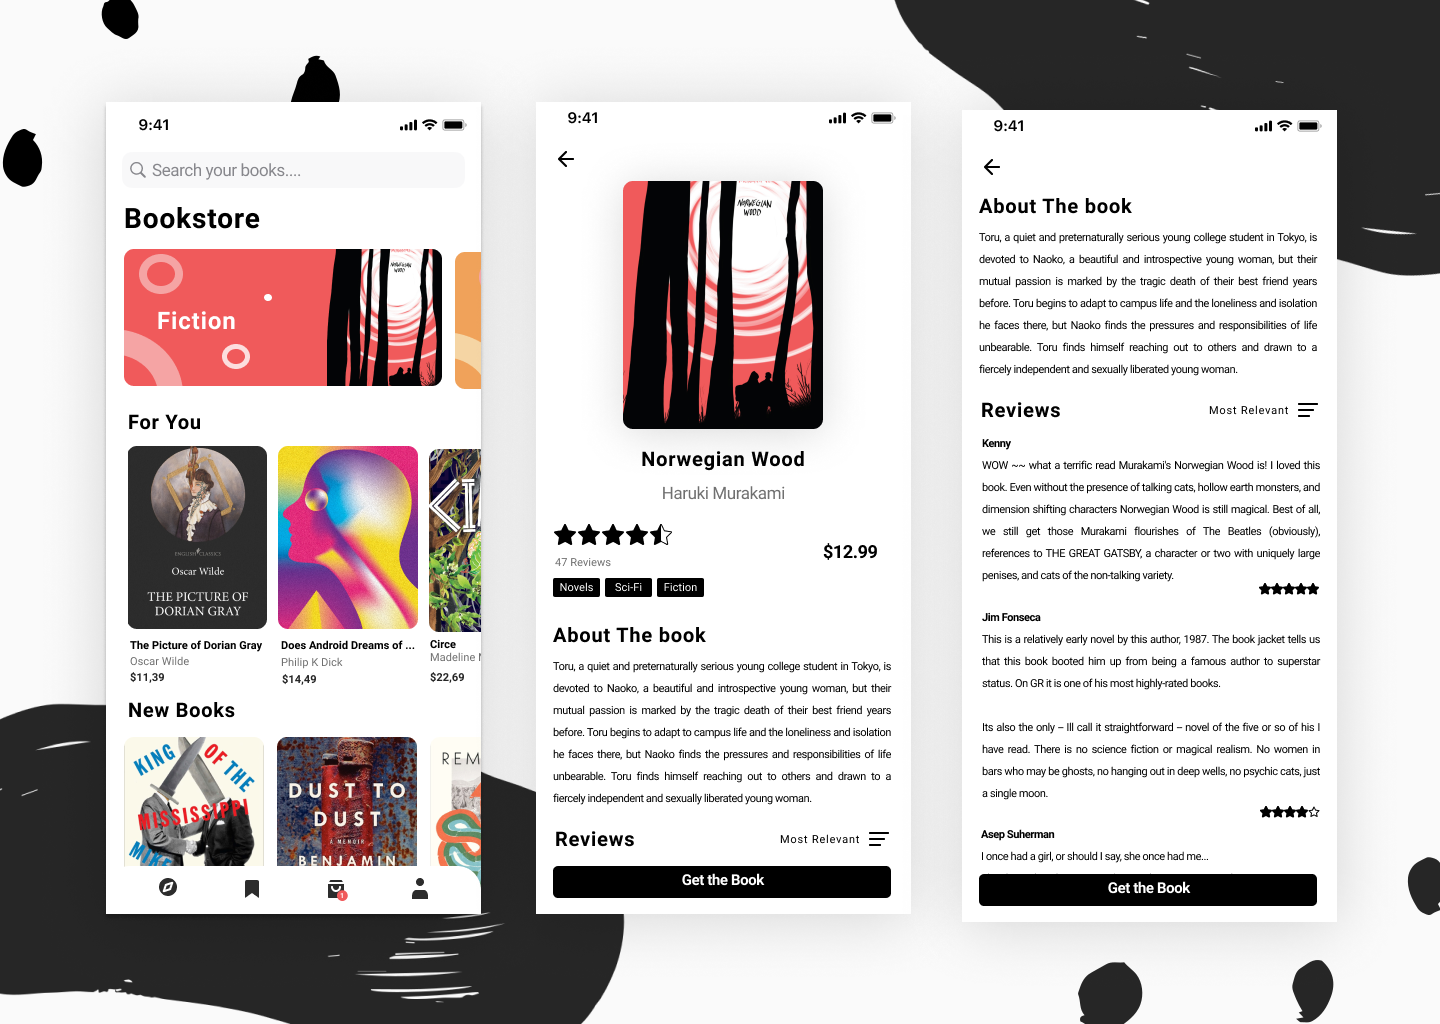 9:41
Search your books....
Bookstore
NORWEGIAN
WOOD
Fiction
For You
ENGLISH CLASSICS
Oscar Wilde
THE PICTURE OF
DORIAN GRAY
The Picture of Dorian Gray
Oscar Wilde
$11,39
Does Android Dreams of ...
Philip K Dick
$14,49
Circe
Madeline
$22,69
New Books
KING OF THE
MISSISSIPPI
MIKE
DUST TO
DUST
A MEMOIR
BENJAMIN
REM
1
9:41
NORWEGIAN
WOOD
Norwegian Wood
Haruki Murakami
47 Reviews
$12.99
Novels Sci-Fi Fiction
About The book
Toru, a quiet and preternaturally serious young college student in Tokyo, is
devoted to Naoko, a beautiful and introspective young woman, but their
mutual passion is marked by the tragic death of their best friend years
before. Toru begins to adapt to campus life and the loneliness and isolation
he faces there, but Naoko finds the pressures and responsibilities of life
unbearable. Toru finds himself reaching out to others and drawn to a
fiercely independent and sexually liberated young woman.
Reviews
Most Relevant
Get the Book
9:41
About The book
Toru, a quiet and preternaturally serious young college student in Tokyo, is
devoted to Naoko, a beautiful and introspective young woman, but their
mutual passion is marked by the tragic death of their best friend years
before. Toru begins to adapt to campus life and the loneliness and isolation
he faces there, but Naoko finds the pressures and responsibilities of life
unbearable. Toru finds himself reaching out to others and drawn to a
fiercely independent and sexually liberated young woman.
Reviews
Most Relevant
Kenny
WOW ~~ what a terrific read Murakami's Norwegian Wood is! I loved this
book. Even without the presence of talking cats, hollow earth monsters, and
dimension shifting characters Norwegian Wood is still magical. Best of all,
we still get those Murakami flourishes of The Beatles (obviously),
references to THE GREAT GATSBY, a character or two with uniquely large
penises, and cats of the non-talking variety.
Jim Fonseca
This is a relatively early novel by this author, 1987. The book jacket tells us
that this book booted him up from being a famous author to superstar
status. On GR it is one of his most highly-rated books.
Its also the only – Ill call it straightforward – novel of the five or so of his I
have read. There is no science fiction or magical realism. No women in
bars who may be ghosts, no hanging out in deep wells, no psychic cats, just
a single moon.
Asep Suherman
I once had a girl, or should I say, she once had me...
Get the Book